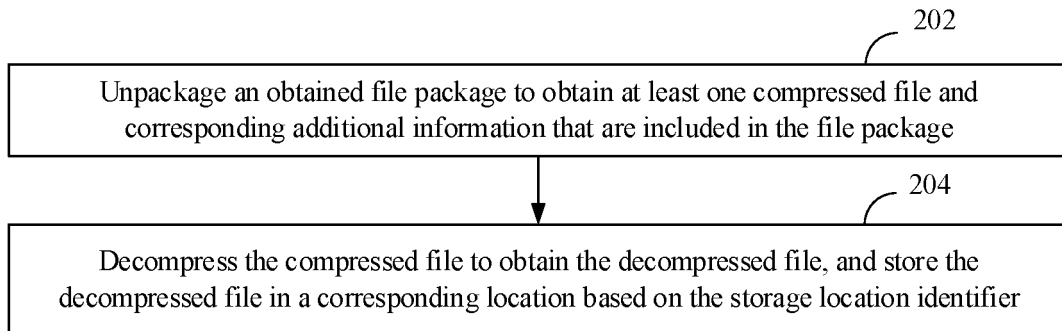 202
Unpackage an obtained file package to obtain at least one compressed file and
corresponding additional information that are included in the file package
204
Decompress the compressed file to obtain the decompressed file, and store the
decompressed file in a corresponding location based on the storage location identifier